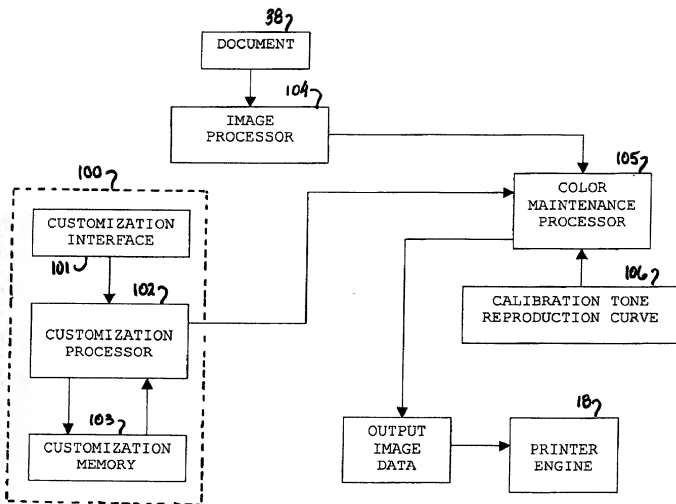 38
DOCUMENT
104
IMAGE
PROCESSOR
100
105
COLOR
MAINTENANCE
PROCESSOR
CUSTOMIZATION
INTERFACE
101
102
CUSTOMIZATION
PROCESSOR
106
CALIBRATION TONE
REPRODUCTION CURVE
103
CUSTOMIZATION
MEMORY
OUTPUT
IMAGE
DATA
18
PRINTER
ENGINE